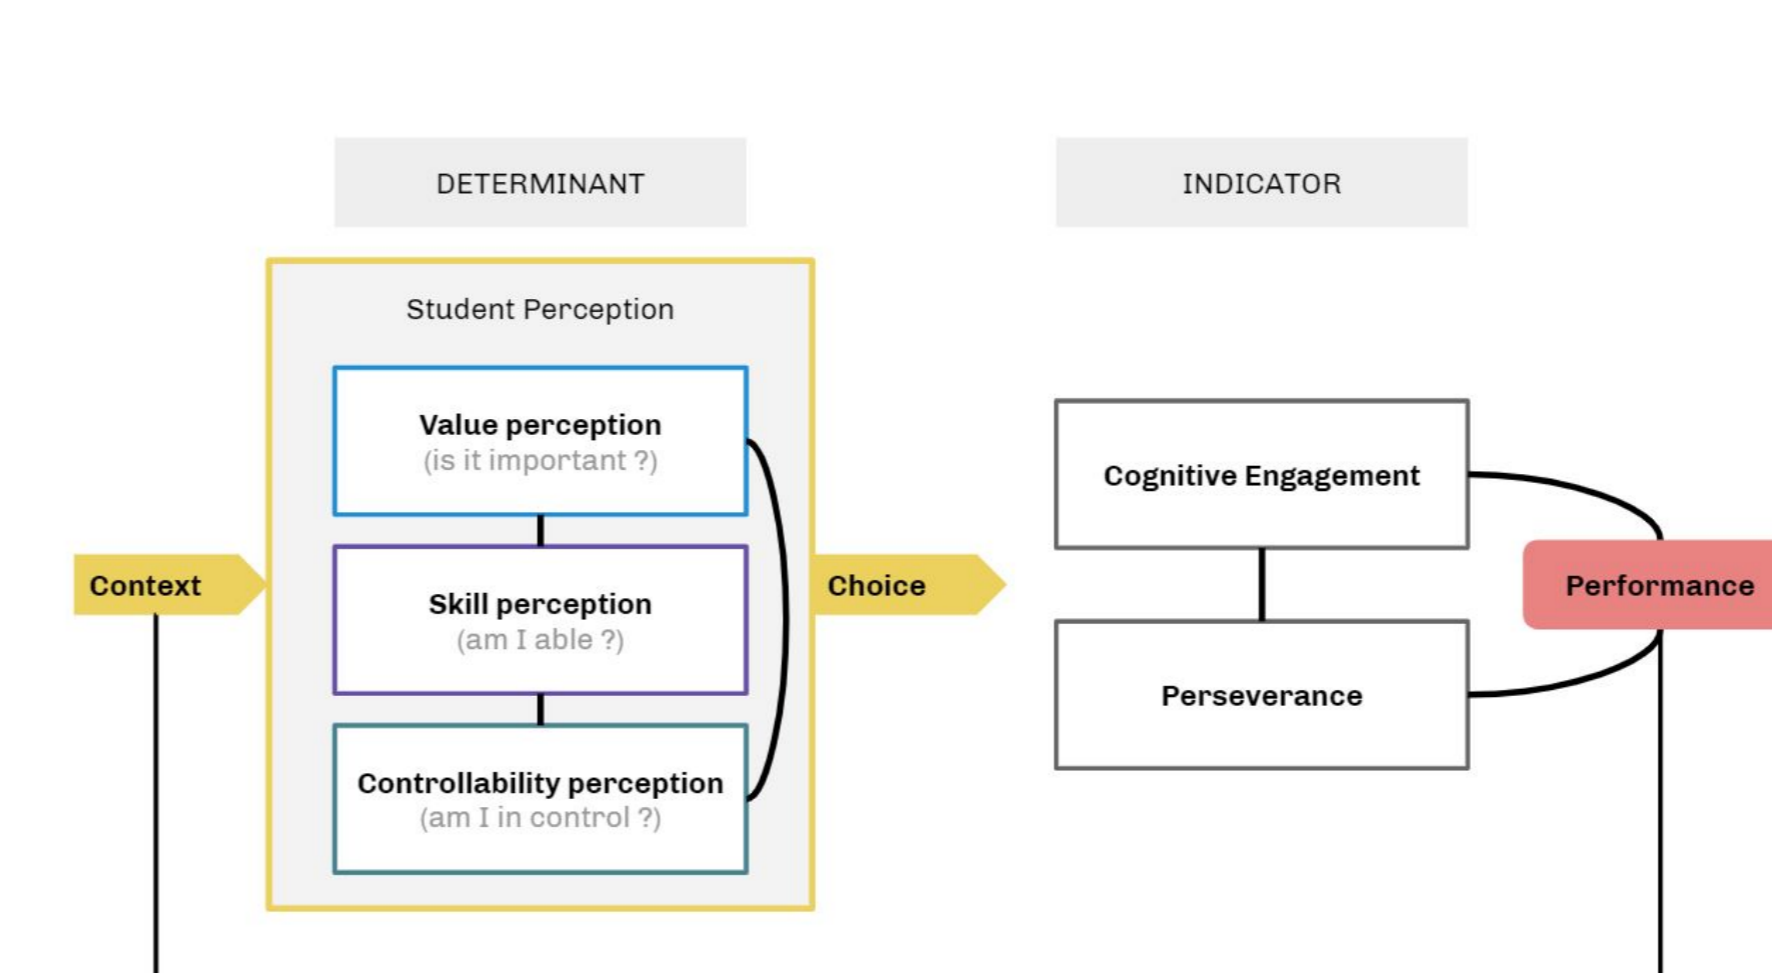 DETERMINANT
INDICATOR
Student Perception
Value perception
(is it important ?)
Skill perception
(am I able ?)
Controllability perception
(am I in control ?)
Context
Choice
Cognitive Engagement
Perseverance
Performance